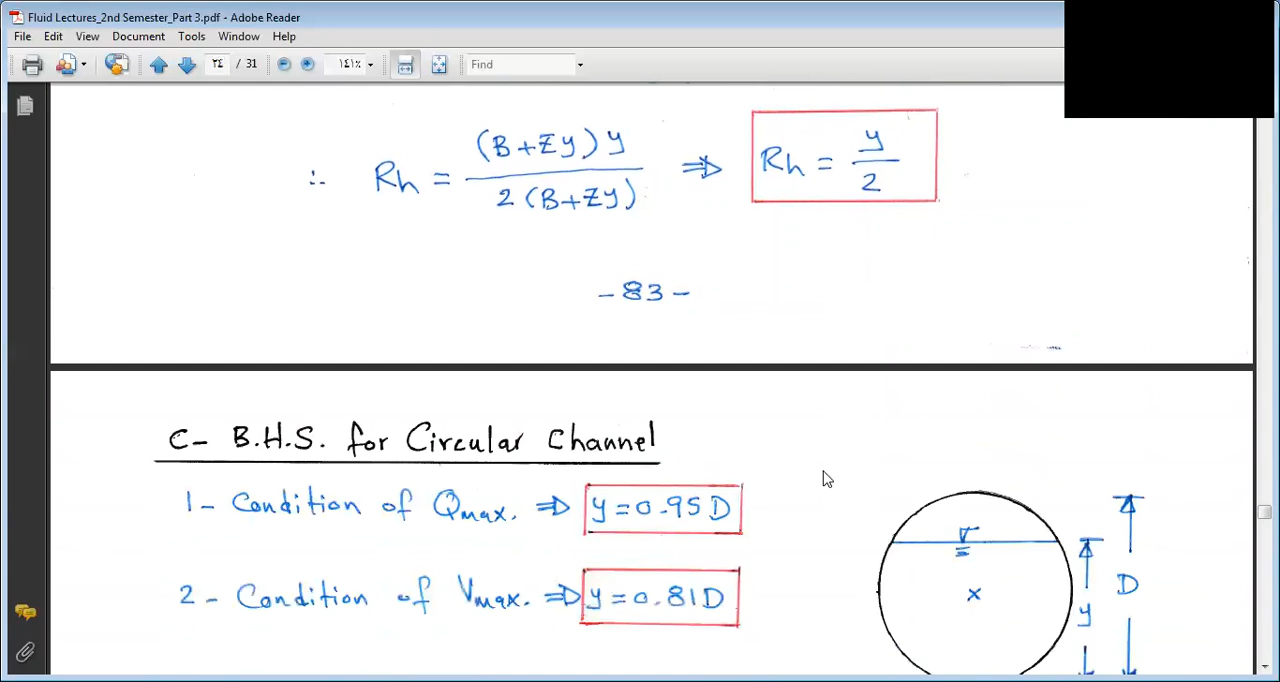 Fluid Lectures_2nd Semester_Part 3.pdf - Adobe Reader
File Edit View Document Tools Window Help
٢٤ / 31 ١٤١% Find
∴ Rh = (B+Zy) y / 2 (B+Zy) ⇒ Rh = y / 2
- 83 -
C- B.H.S. for Circular Channel
1- Condition of Qmax. ⇒ y = 0.95 D
2- Condition of Vmax. ⇒ y = 0.81 D
y D